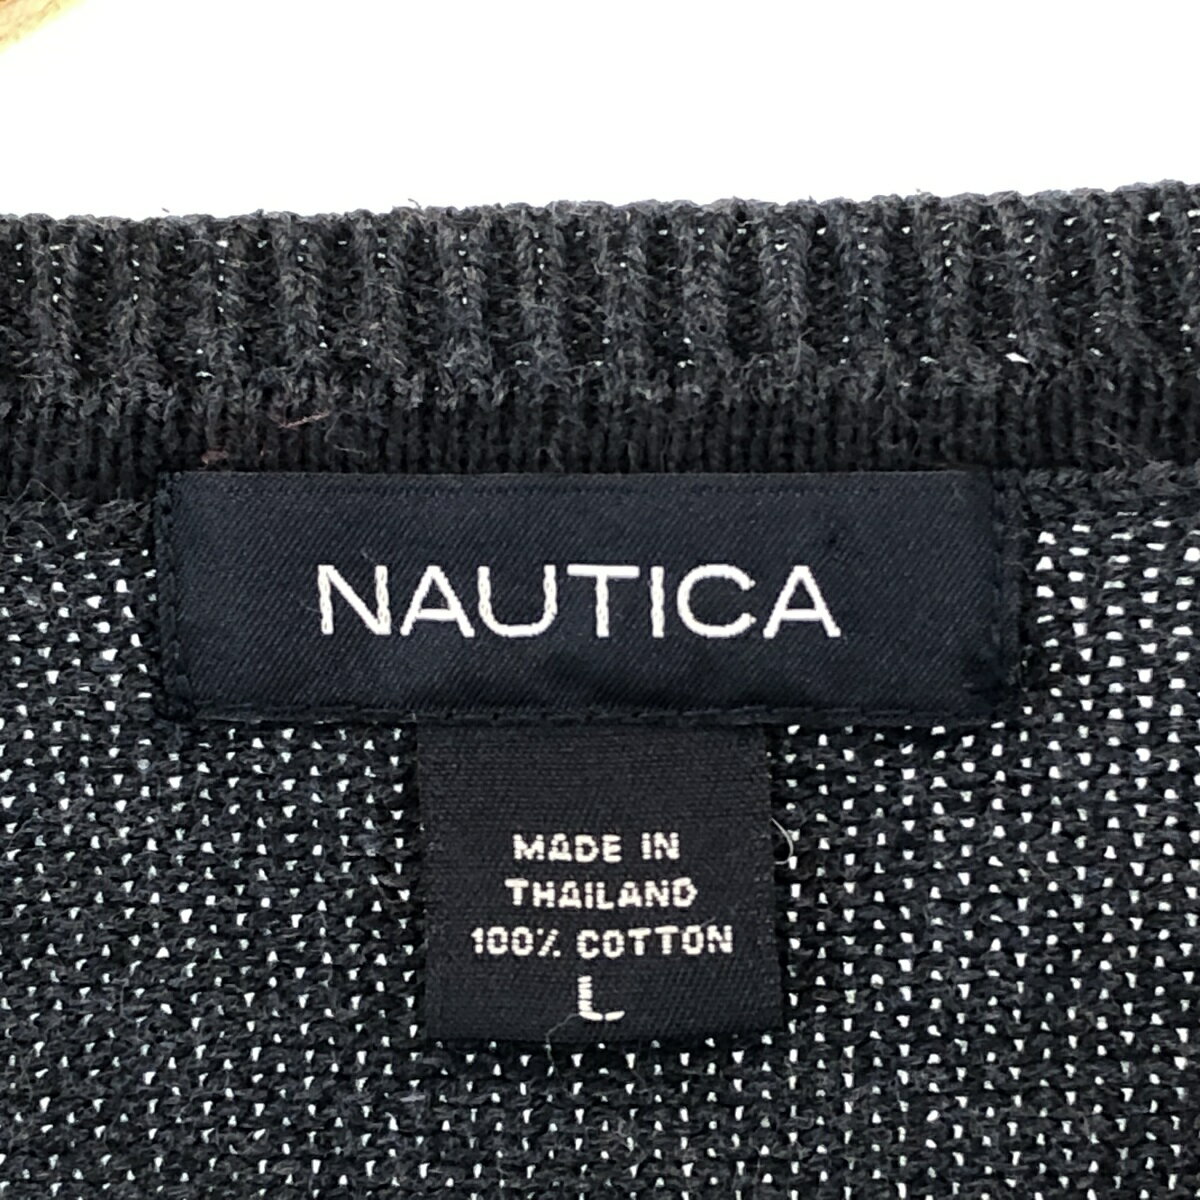 NAUTICA
MADE IN
THAILAND
100% COTTON
L